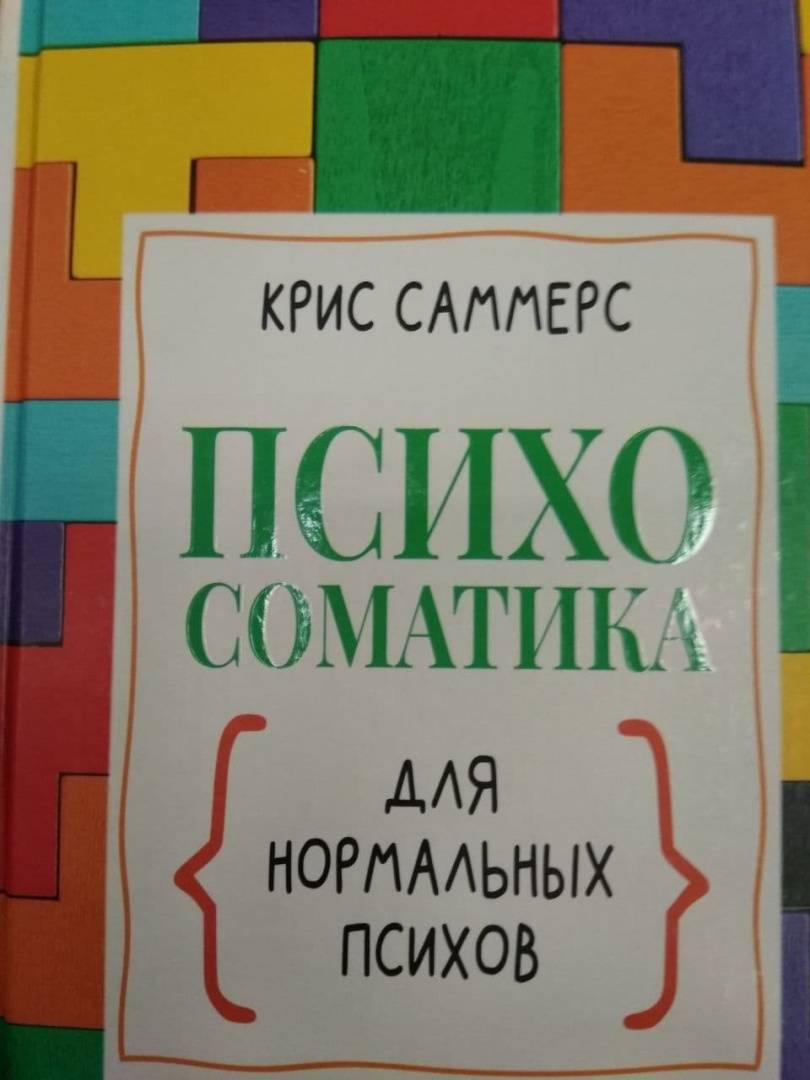 КРИС САММЕРС
ПСИХО
СОМАТИКА
ДЛЯ
НОРМАЛЬНЫХ
ПСИХОВ